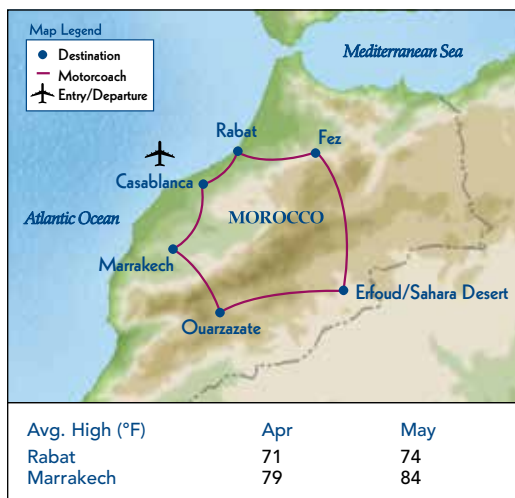 Map Legend
Destination
Motorcoach
Entry/Departure
Mediterranean Sea
Rabat
Fez
Casablanca
Atlantic Ocean
MOROCCO
Marrakech
Erfoud/Sahara Desert
Ouarzazate
Avg. High (°F) Apr May
Rabat 71 74
Marrakech 79 84